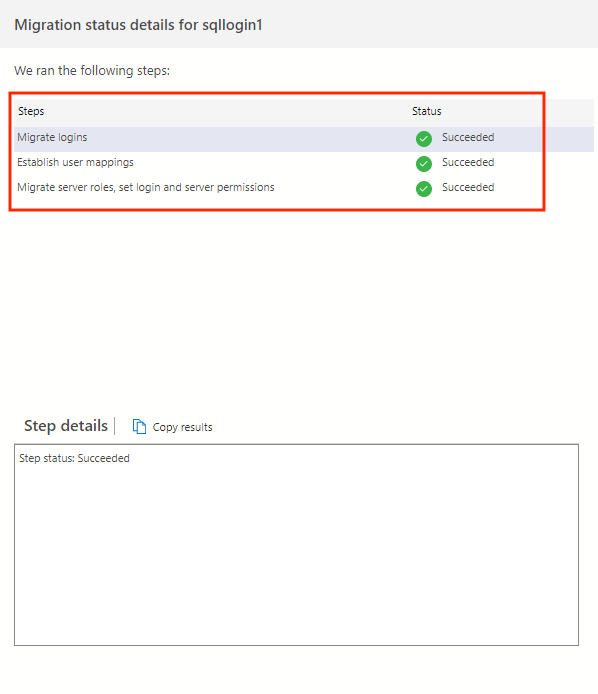 Migration status details for sqllogin1
We ran the following steps:
Steps Status
Migrate logins Succeeded
Establish user mappings Succeeded
Migrate server roles, set login and server permissions Succeeded
Step details Copy results
Step status: Succeeded